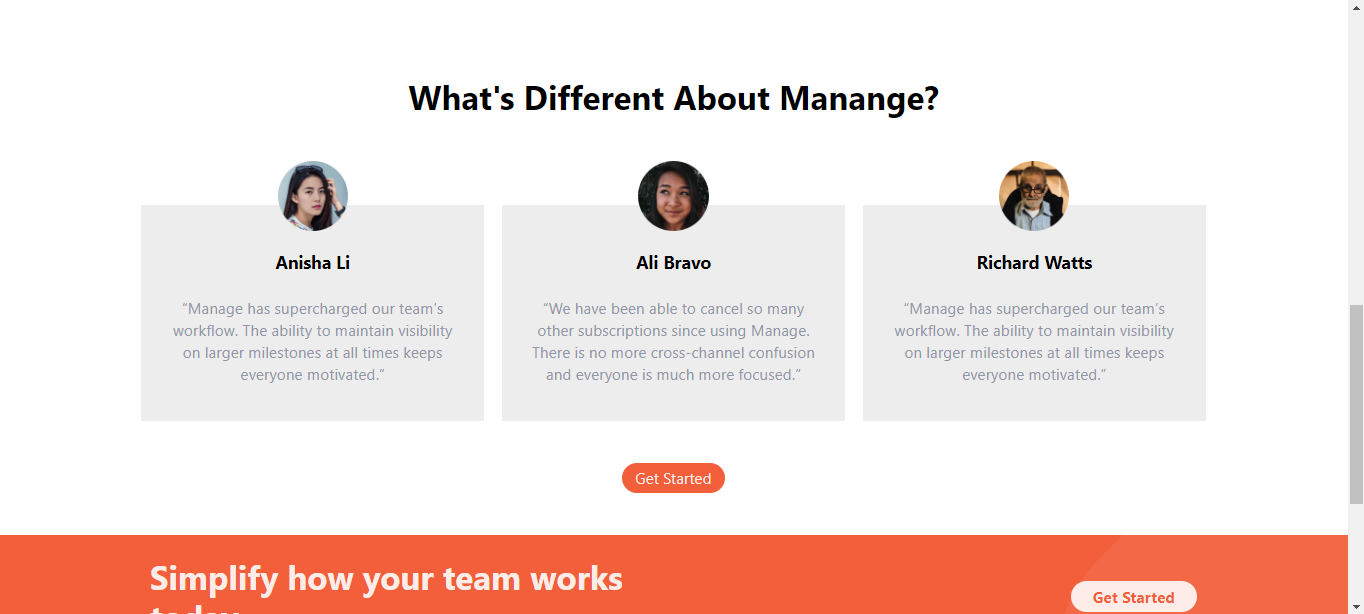 What's Different About Manange?
Anisha Li
“Manage has supercharged our team’s
workflow. The ability to maintain visibility
on larger milestones at all times keeps
everyone motivated.”
Ali Bravo
“We have been able to cancel so many
other subscriptions since using Manage.
There is no more cross-channel confusion
and everyone is much more focused.”
Richard Watts
“Manage has supercharged our team’s
workflow. The ability to maintain visibility
on larger milestones at all times keeps
everyone motivated.”
Get Started
Simplify how your team works
today
Get Started